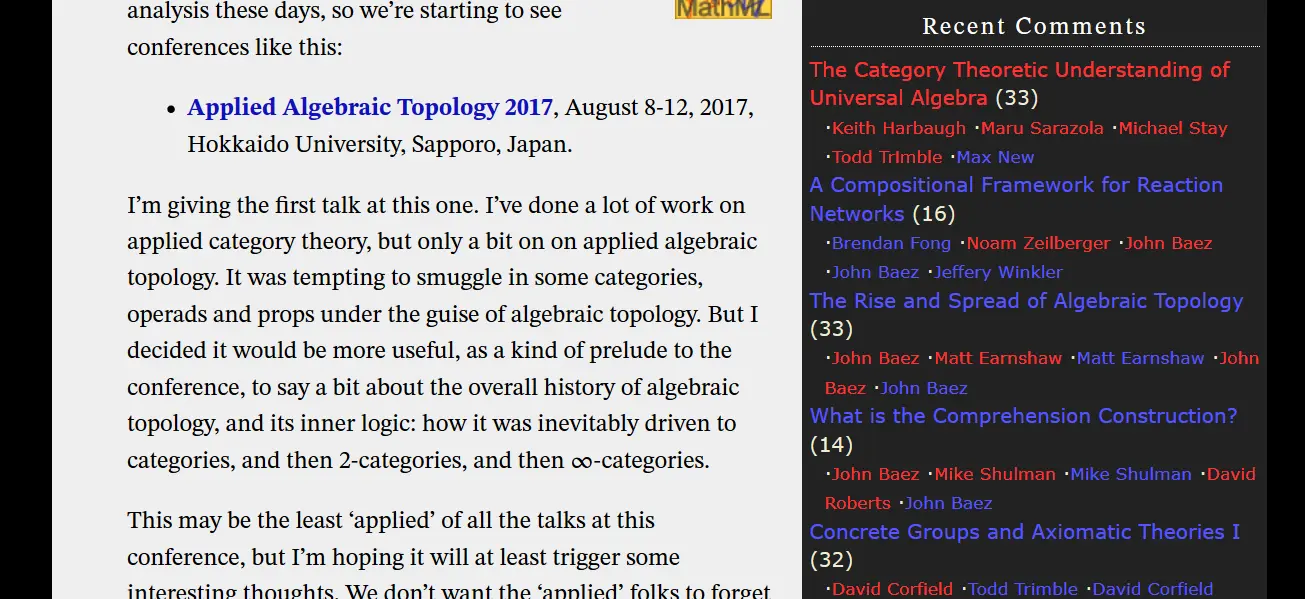 analysis these days, so we’re starting to see
conferences like this:
• Applied Algebraic Topology 2017, August 8-12, 2017,
Hokkaido University, Sapporo, Japan.
I’m giving the first talk at this one. I’ve done a lot of work on
applied category theory, but only a bit on on applied algebraic
topology. It was tempting to smuggle in some categories,
operads and props under the guise of algebraic topology. But I
decided it would be more useful, as a kind of prelude to the
conference, to say a bit about the overall history of algebraic
topology, and its inner logic: how it was inevitably driven to
categories, and then 2-categories, and then ∞-categories.
This may be the least ‘applied’ of all the talks at this
conference, but I’m hoping it will at least trigger some
interesting thoughts. We don’t want the ‘applied’ folks to forget
MathML
Recent Comments
The Category Theoretic Understanding of
Universal Algebra (33)
·Keith Harbaugh ·Maru Sarazola ·Michael Stay
·Todd TrImble ·Max New
A Compositional Framework for Reaction
Networks (16)
·Brendan Fong ·Noam Zeilberger ·John Baez
·John Baez ·Jeffery Winkler
The Rise and Spread of Algebraic Topology
(33)
·John Baez ·Matt Earnshaw ·Matt Earnshaw ·John
Baez ·John Baez
What is the Comprehension Construction?
(14)
·John Baez ·Mike Shulman ·Mike Shulman ·David
Roberts ·John Baez
Concrete Groups and Axiomatic Theories I
(32)
·David Corfield ·Todd Trimble ·David Corfield